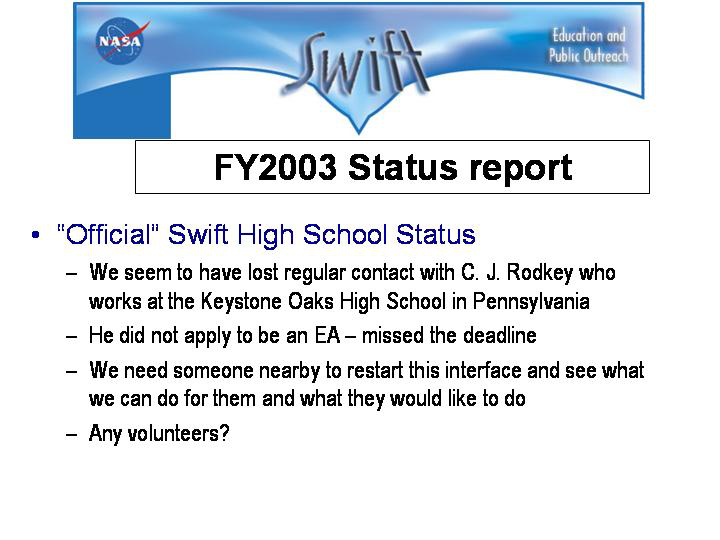 NASA
Swift
Education and
Public Outreach
FY2003 Status report
• "Official" Swift High School Status
– We seem to have lost regular contact with C. J. Rodkey who
works at the Keystone Oaks High School in Pennsylvania
– He did not apply to be an EA – missed the deadline
– We need someone nearby to restart this interface and see what
we can do for them and what they would like to do
– Any volunteers?